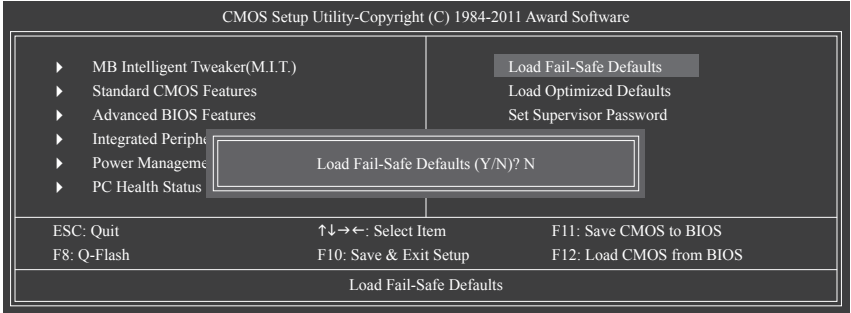 CMOS Setup Utility-Copyright (C) 1984-2011 Award Software
MB Intelligent Tweaker(M.I.T.)
Standard CMOS Features
Advanced BIOS Features
Integrated Periphe
Power Manageme
PC Health Status
Load Fail-Safe Defaults
Load Optimized Defaults
Set Supervisor Password
Load Fail-Safe Defaults (Y/N)? N
ESC: Quit ↑↓→←: Select Item F11: Save CMOS to BIOS
F8: Q-Flash F10: Save & Exit Setup F12: Load CMOS from BIOS
Load Fail-Safe Defaults